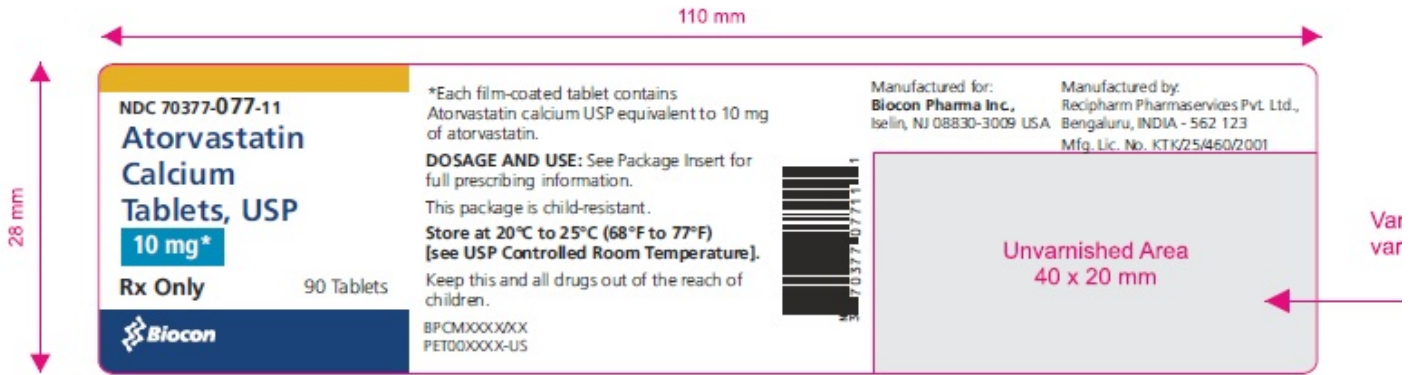 110 mm
28 mm
NDC 70377-077-11
Atorvastatin
Calcium
Tablets, USP
10 mg*
Rx Only 90 Tablets
Biocon
*Each film-coated tablet contains
Atorvastatin calcium USP equivalent to 10 mg
of atorvastatin.
DOSAGE AND USE: See Package Insert for
full prescribing information.
This package is child-resistant.
Store at 20°C to 25°C (68°F to 77°F)
[see USP Controlled Room Temperature].
Keep this and all drugs out of the reach of
children.
BPCMXXXX/XX
PET00XXXX-US
70377 07711 1
Manufactured for:
Biocon Pharma Inc.,
Iselin, NJ 08830-3009 USA
Manufactured by:
Recipharm Pharmaservices Pvt. Ltd.,
Bengaluru, INDIA - 562 123
Mfg. Lic. No. KTK/25/460/2001
Unvarnished Area
40 x 20 mm
Var
var